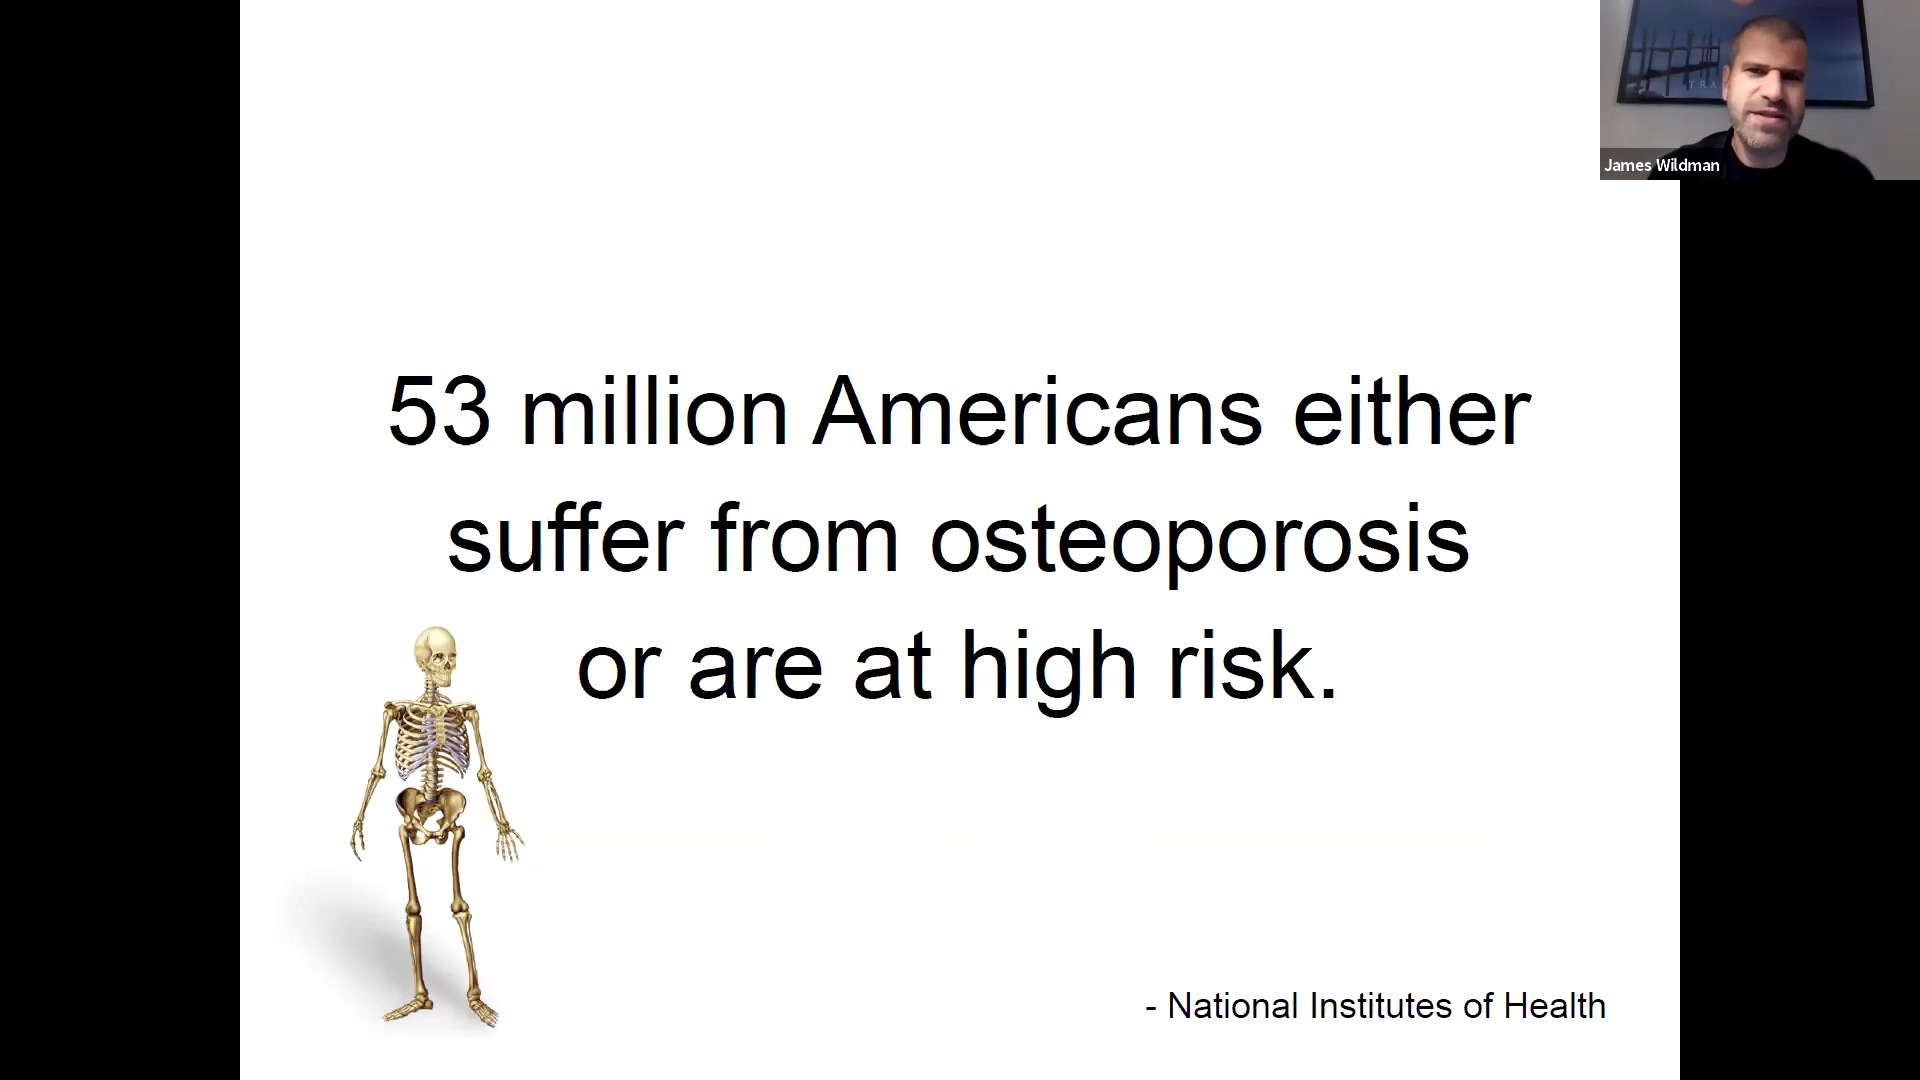 James Wildman
53 million Americans either
suffer from osteoporosis
or are at high risk.
- National Institutes of Health